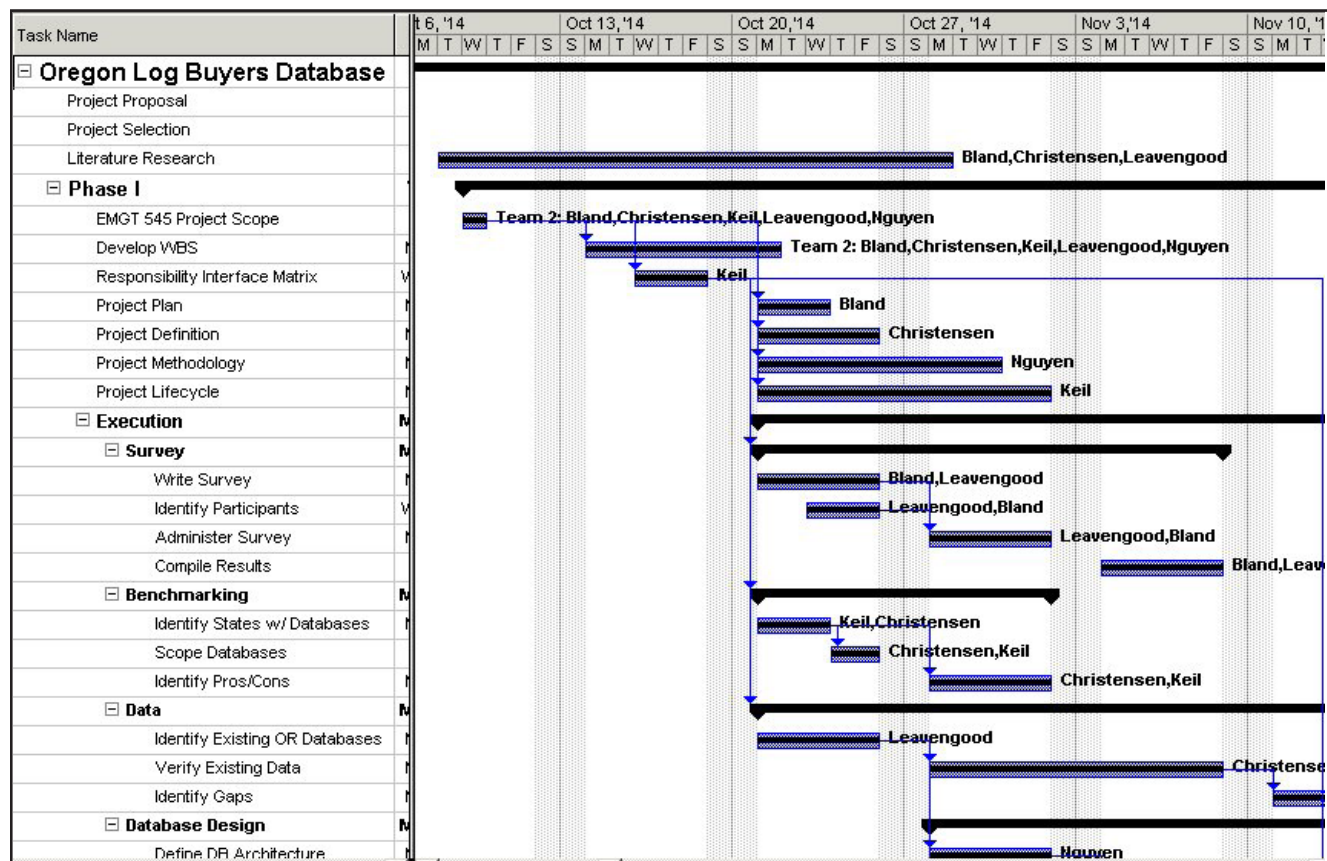 Task Name
t 6, '14 Oct 13, '14 Oct 20, '14 Oct 27, '14 Nov 3, '14 Nov 10, '1
M T W T F S S M T W T F S S M T W T F S S M T W T F S S M T W T F S S M T
Oregon Log Buyers Database
Project Proposal
Project Selection
Literature Research Bland,Christensen,Leavengood
Phase I
EMGT 545 Project Scope Team 2: Bland,Christensen,Keil,Leavengood,Nguyen
Develop WBS Team 2: Bland,Christensen,Keil,Leavengood,Nguyen
Responsibility Interface Matrix Keil
Project Plan Bland
Project Definition Christensen
Project Methodology Nguyen
Project Lifecycle Keil
Execution M
Survey M
Write Survey Bland,Leavengood
Identify Participants Leavengood,Bland
Administer Survey Leavengood,Bland
Compile Results Bland,Leav
Benchmarking M
Identify States w/ Databases Keil,Christensen
Scope Databases Christensen,Keil
Identify Pros/Cons Christensen,Keil
Data M
Identify Existing OR Databases Leavengood
Verify Existing Data Christense
Identify Gaps
Database Design M
Define DB Architecture Nguyen